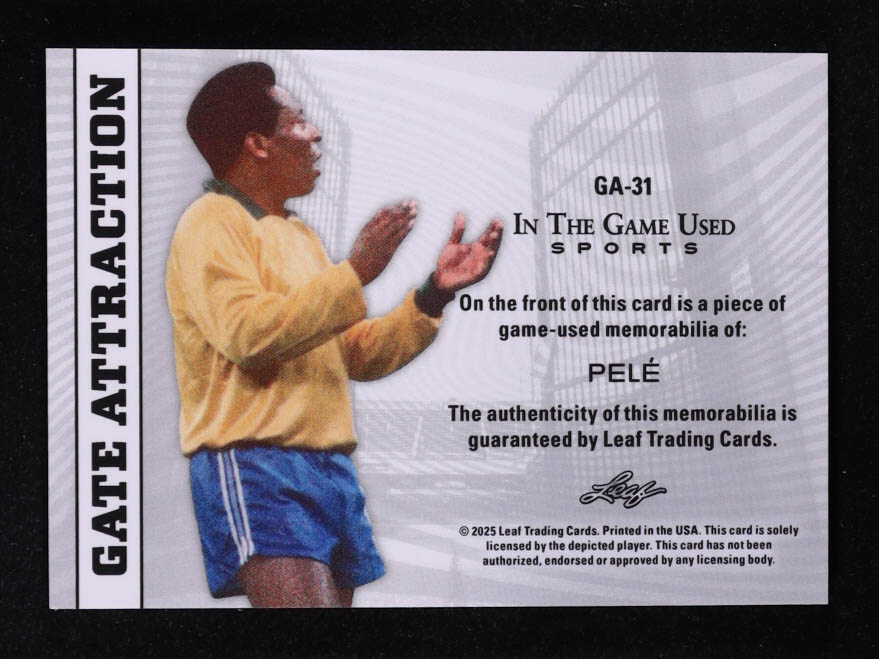 GATE ATTRACTION
GA-31
IN THE GAME USED
SPORTS
On the front of this card is a piece of
game-used memorabilia of:
PELÉ
The authenticity of this memorabilia is
guaranteed by Leaf Trading Cards.
Leaf
© 2025 Leaf Trading Cards. Printed in the USA. This card is solely
licensed by the depicted player. This card has not been
authorized, endorsed or approved by any licensing body.